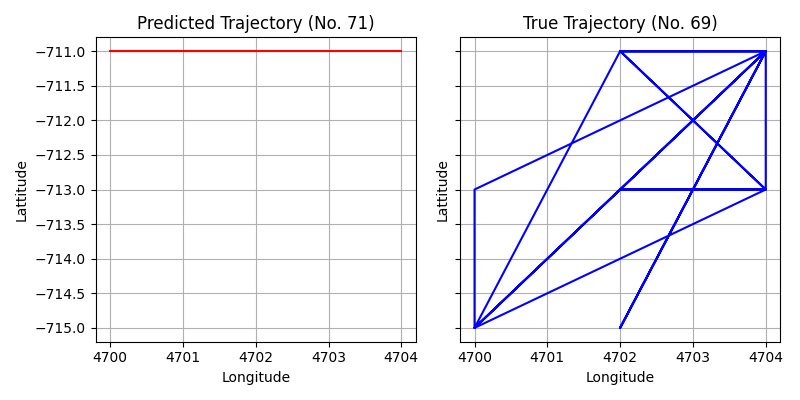 Predicted Trajectory (No. 71)
True Trajectory (No. 69)
−711.0
−711.5
−712.0
−712.5
−713.0
−713.5
−714.0
−714.5
−715.0
Lattitude
Lattitude
4700 4701 4702 4703 4704
4700 4701 4702 4703 4704
Longitude
Longitude